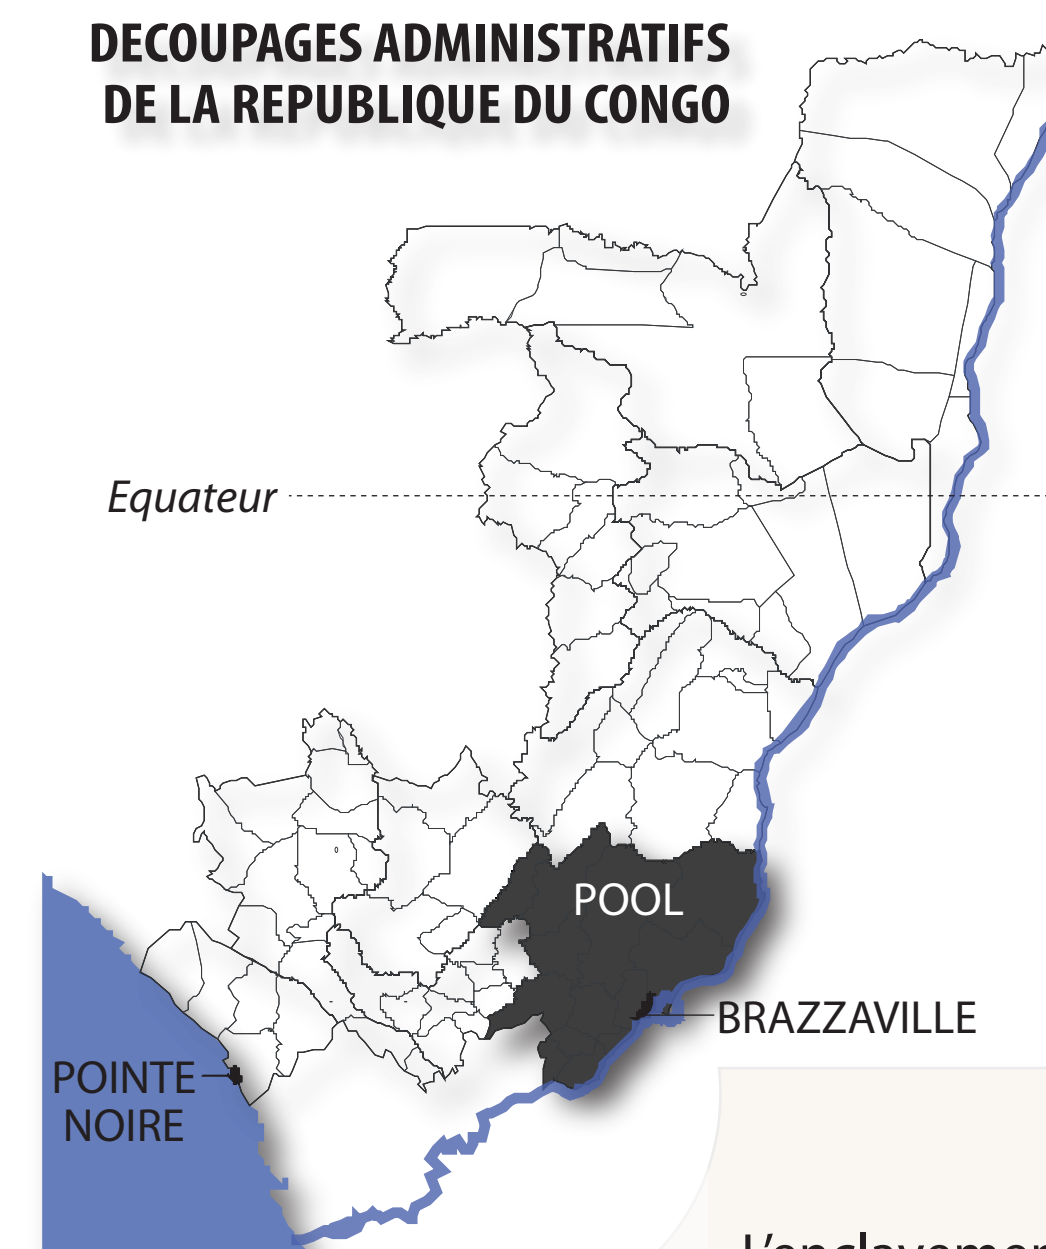 DECOUPAGES ADMINISTRATIFS
DE LA REPUBLIQUE DU CONGO
Equateur
POOL
BRAZZAVILLE
POINTE
NOIRE